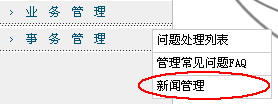 › 业 务 管 理
› 事 务 管 理
问题处理列表
管理常见问题FAQ
新闻管理